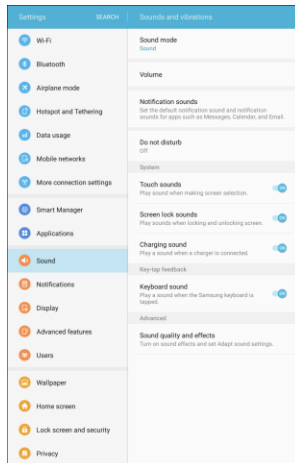 Settings
SEARCH
Wi-Fi
Bluetooth
Airplane mode
Hotspot and Tethering
Data usage
Mobile networks
More connection settings
Smart Manager
Applications
Sound
Notifications
Display
Advanced features
Users
Wallpaper
Home screen
Lock screen and security
Privacy
Sounds and vibrations
Sound mode
Sound
Volume
Notification sounds
Set the default notification sound and notification
sounds for apps such as Messages, Calendar, and Email.
Do not disturb
Off
System
Touch sounds
Play sound when making screen selection.
ON
Screen lock sounds
Play sounds when locking and unlocking screen.
ON
Charging sound
Play a sound when a charger is connected.
ON
Key-tap feedback
Keyboard sound
Play a sound when the Samsung keyboard is
tapped.
ON
Advanced
Sound quality and effects
Turn on sound effects and set Adapt sound settings.